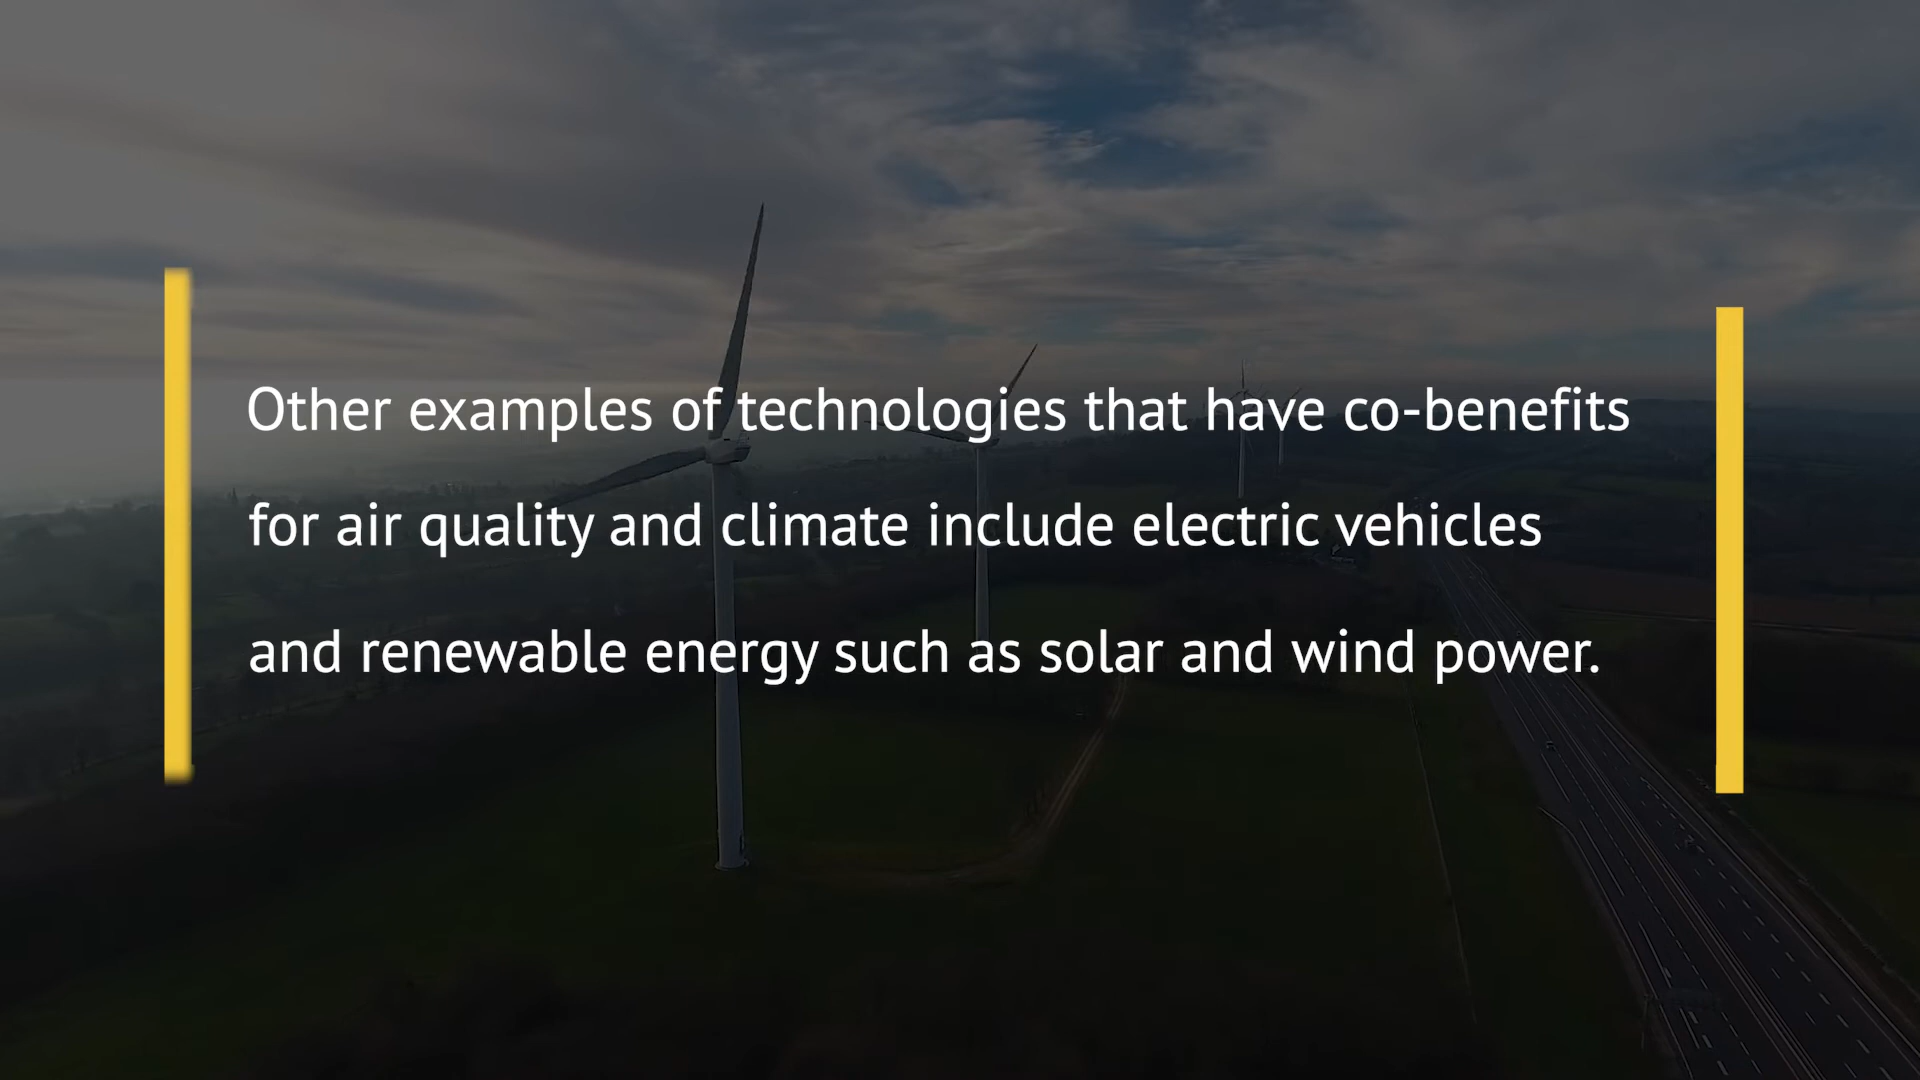 Other examples of technologies that have co-benefits
for air quality and climate include electric vehicles
and renewable energy such as solar and wind power.